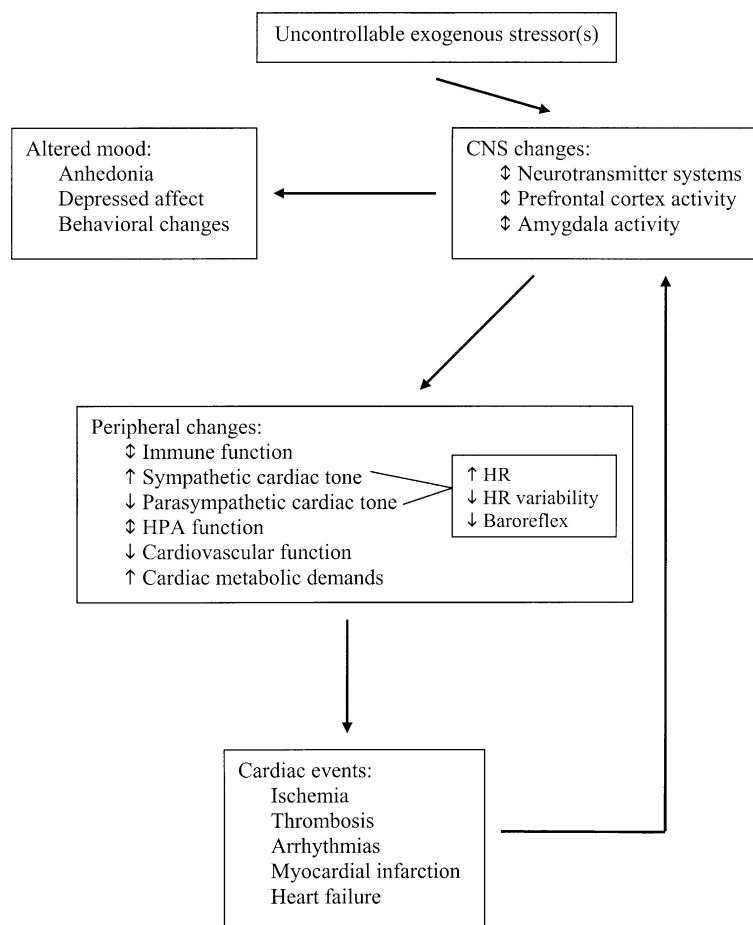 Uncontrollable exogenous stressor(s)
Altered mood:
Anhedonia
Depressed affect
Behavioral changes
CNS changes:
↕ Neurotransmitter systems
↕ Prefrontal cortex activity
↕ Amygdala activity
Peripheral changes:
↕ Immune function
↑ Sympathetic cardiac tone
↓ Parasympathetic cardiac tone
↕ HPA function
↓ Cardiovascular function
↑ Cardiac metabolic demands
↑ HR
↓ HR variability
↓ Baroreflex
Cardiac events:
Ischemia
Thrombosis
Arrhythmias
Myocardial infarction
Heart failure